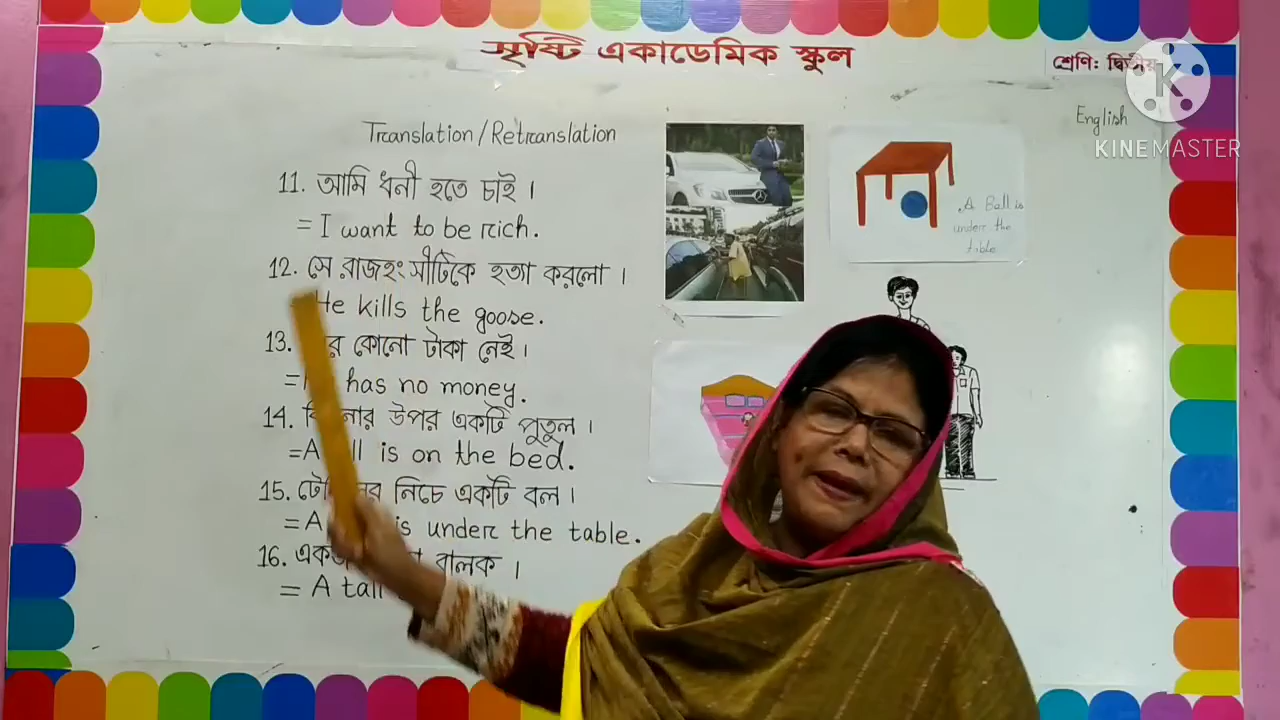 সৃষ্টি একাডেমিক স্কুল
শ্রেণি: দ্বিতীয়
English
KINEMASTER
Translation/Retranslation
11. আমি ধনী হতে চাই।
= I want to be rich.
12. সে রাজহংসীটিকে হত্যা করলো।
He kills the goose.
13. কোনো টাকা নেই।
= has no money.
14. উপর একটি পুতুল।
= A is on the bed.
15. নিচে একটি বল।
= A is under the table.
16. বালক।
= A tall
A Ball is
under the
table